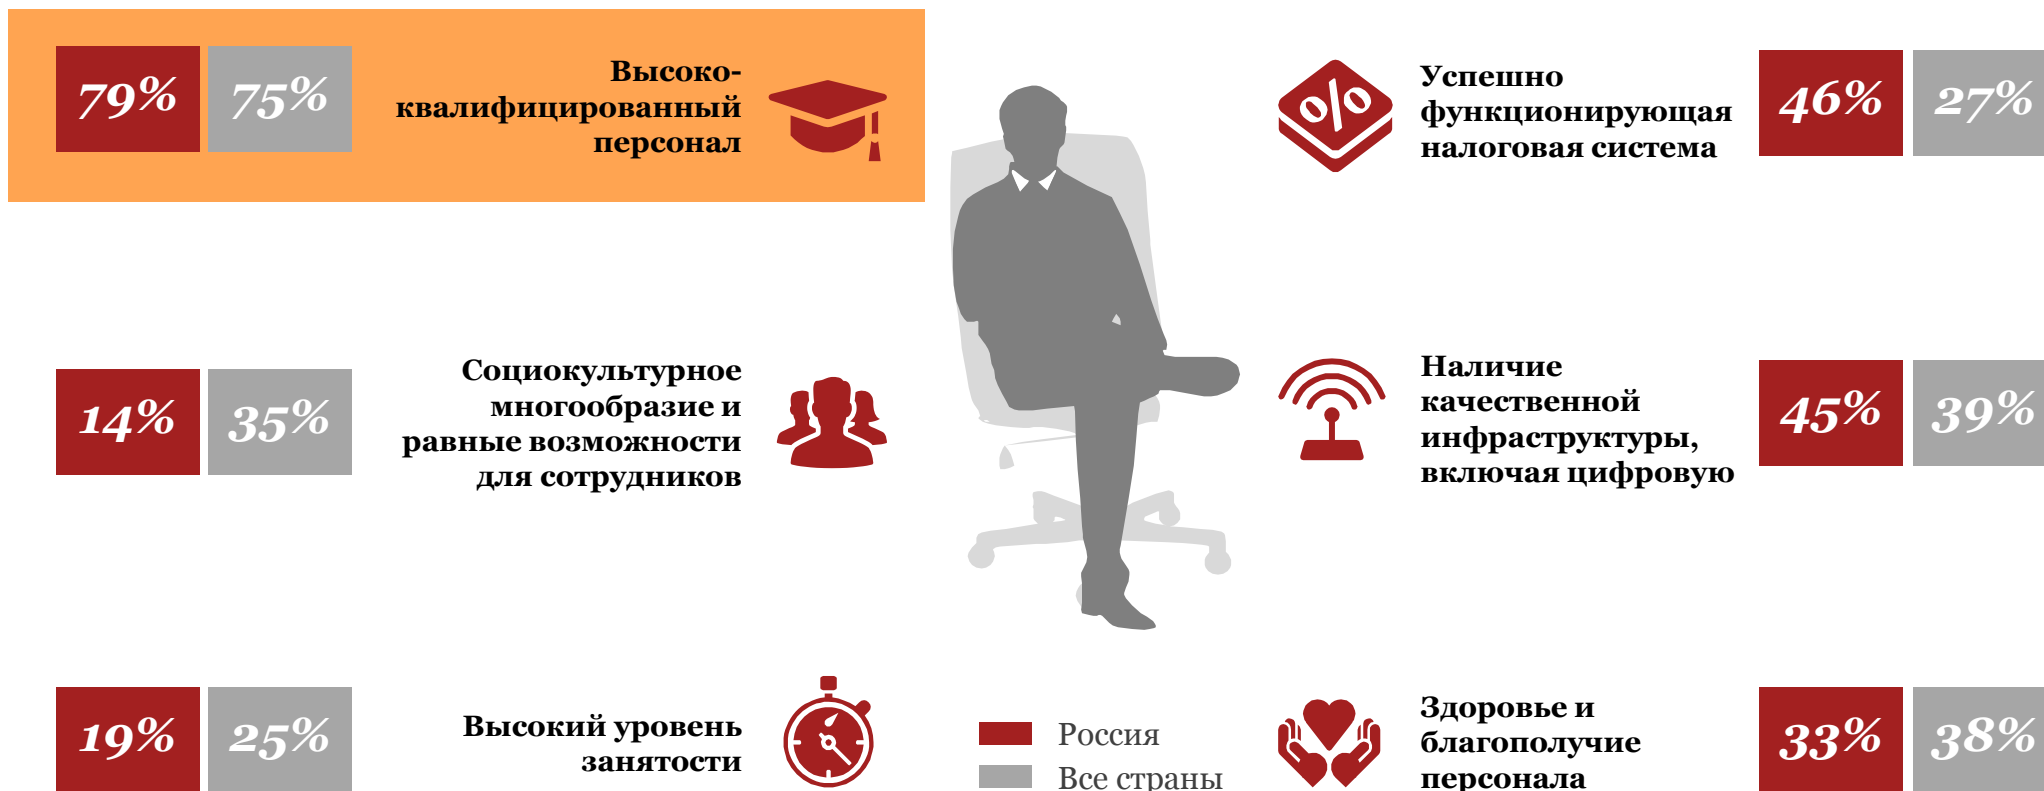 79% 75%
Высоко-
квалифицированный
персонал
Успешно
функционирующая
налоговая система
46% 27%
14% 35%
Социокультурное
многообразие и
равные возможности
для сотрудников
Наличие
качественной
инфраструктуры,
включая цифровую
45% 39%
19% 25%
Высокий уровень
занятости
Россия
Все страны
Здоровье и
благополучие
персонала
33% 38%